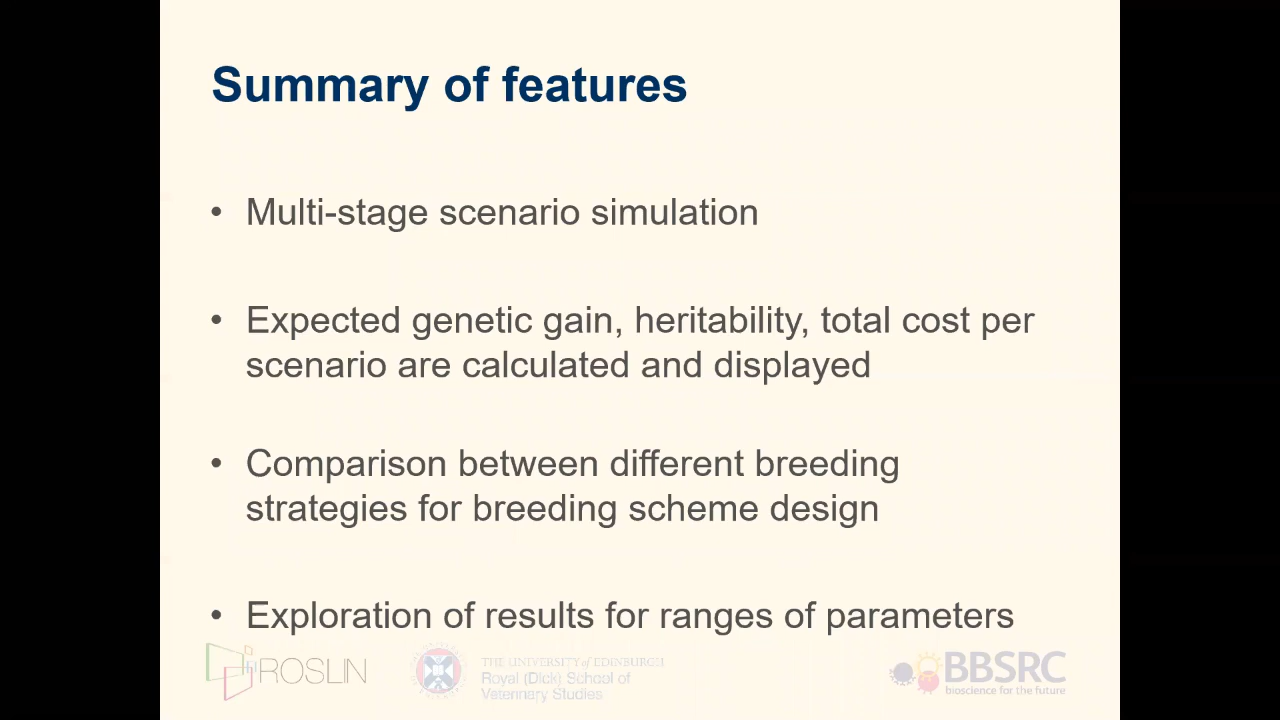 Summary of features
• Multi-stage scenario simulation
• Expected genetic gain, heritability, total cost per
scenario are calculated and displayed
• Comparison between different breeding
strategies for breeding scheme design
• Exploration of results for ranges of parameters
ROSLIN
THE UNIVERSITY of EDINBURGH
Royal (Dick) School of
Veterinary Studies
BBSRC
bioscience for the future